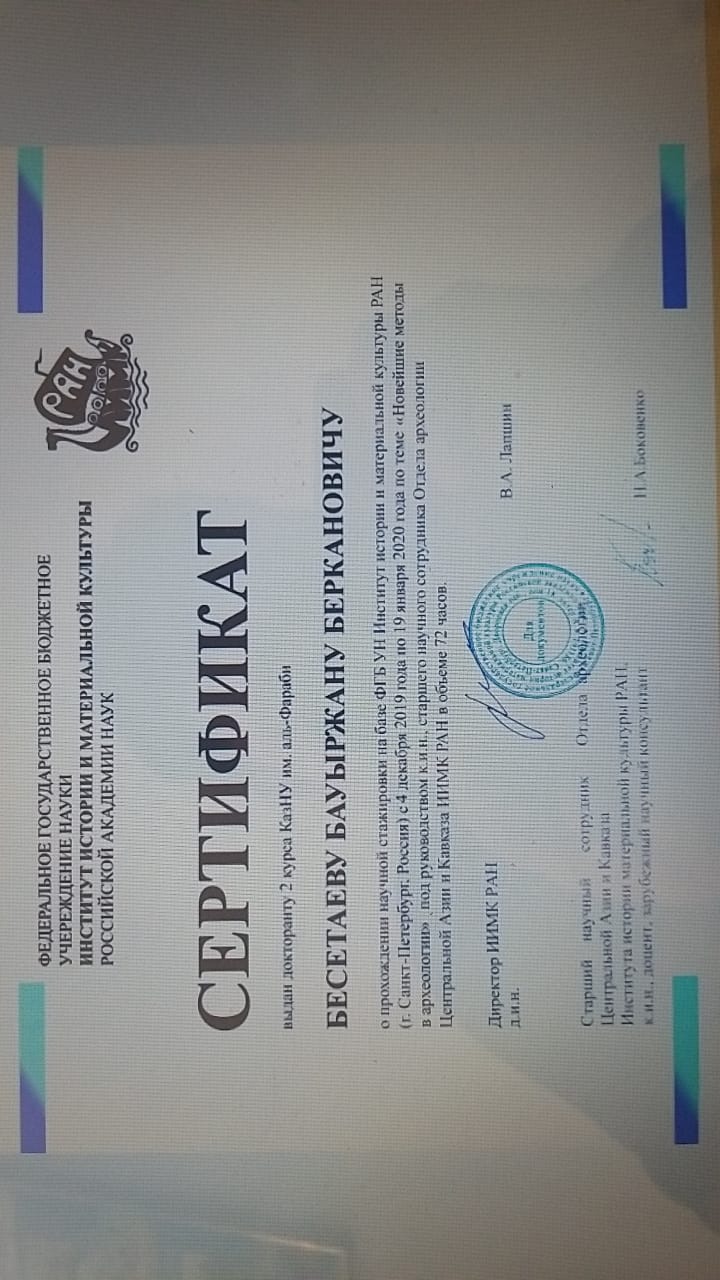 ФЕДЕРАЛЬНОЕ ГОСУДАРСТВЕННОЕ БЮДЖЕТНОЕ
УЧЕРЕЖДЕНИЕ НАУКИ
ИНСТИТУТ ИСТОРИИ И МАТЕРИАЛЬНОЙ КУЛЬТУРЫ
РОССИЙСКОЙ АКАДЕМИИ НАУК
РАН
ИИМК
СЕРТИФИКАТ
выдан докторанту 2 курса КазНУ им. аль-Фараби
БЕСЕТАЕВУ БАУЫРЖАНУ БЕРКАНОВИЧУ
о прохождении научной стажировки на базе ФГБ УН Институт истории и материальной культуры РАН
(г. Санкт-Петербург, Россия) с 4 декабря 2019 года по 19 января 2020 года по теме «Новейшие методы
в археологии» , под руководством к.и.н., старшего научного сотрудника Отдела археологии
Центральной Азии и Кавказа ИИМК РАН в объеме 72 часов.
Директор ИИМК РАН
д.и.н. В.А. Лапшин
Для
документов
Старший научный сотрудник Отдела археологии
Центральной Азии и Кавказа
Института истории материальной культуры РАН,
к.и.н., доцент, зарубежный научный консультант Н.А.Боковенко